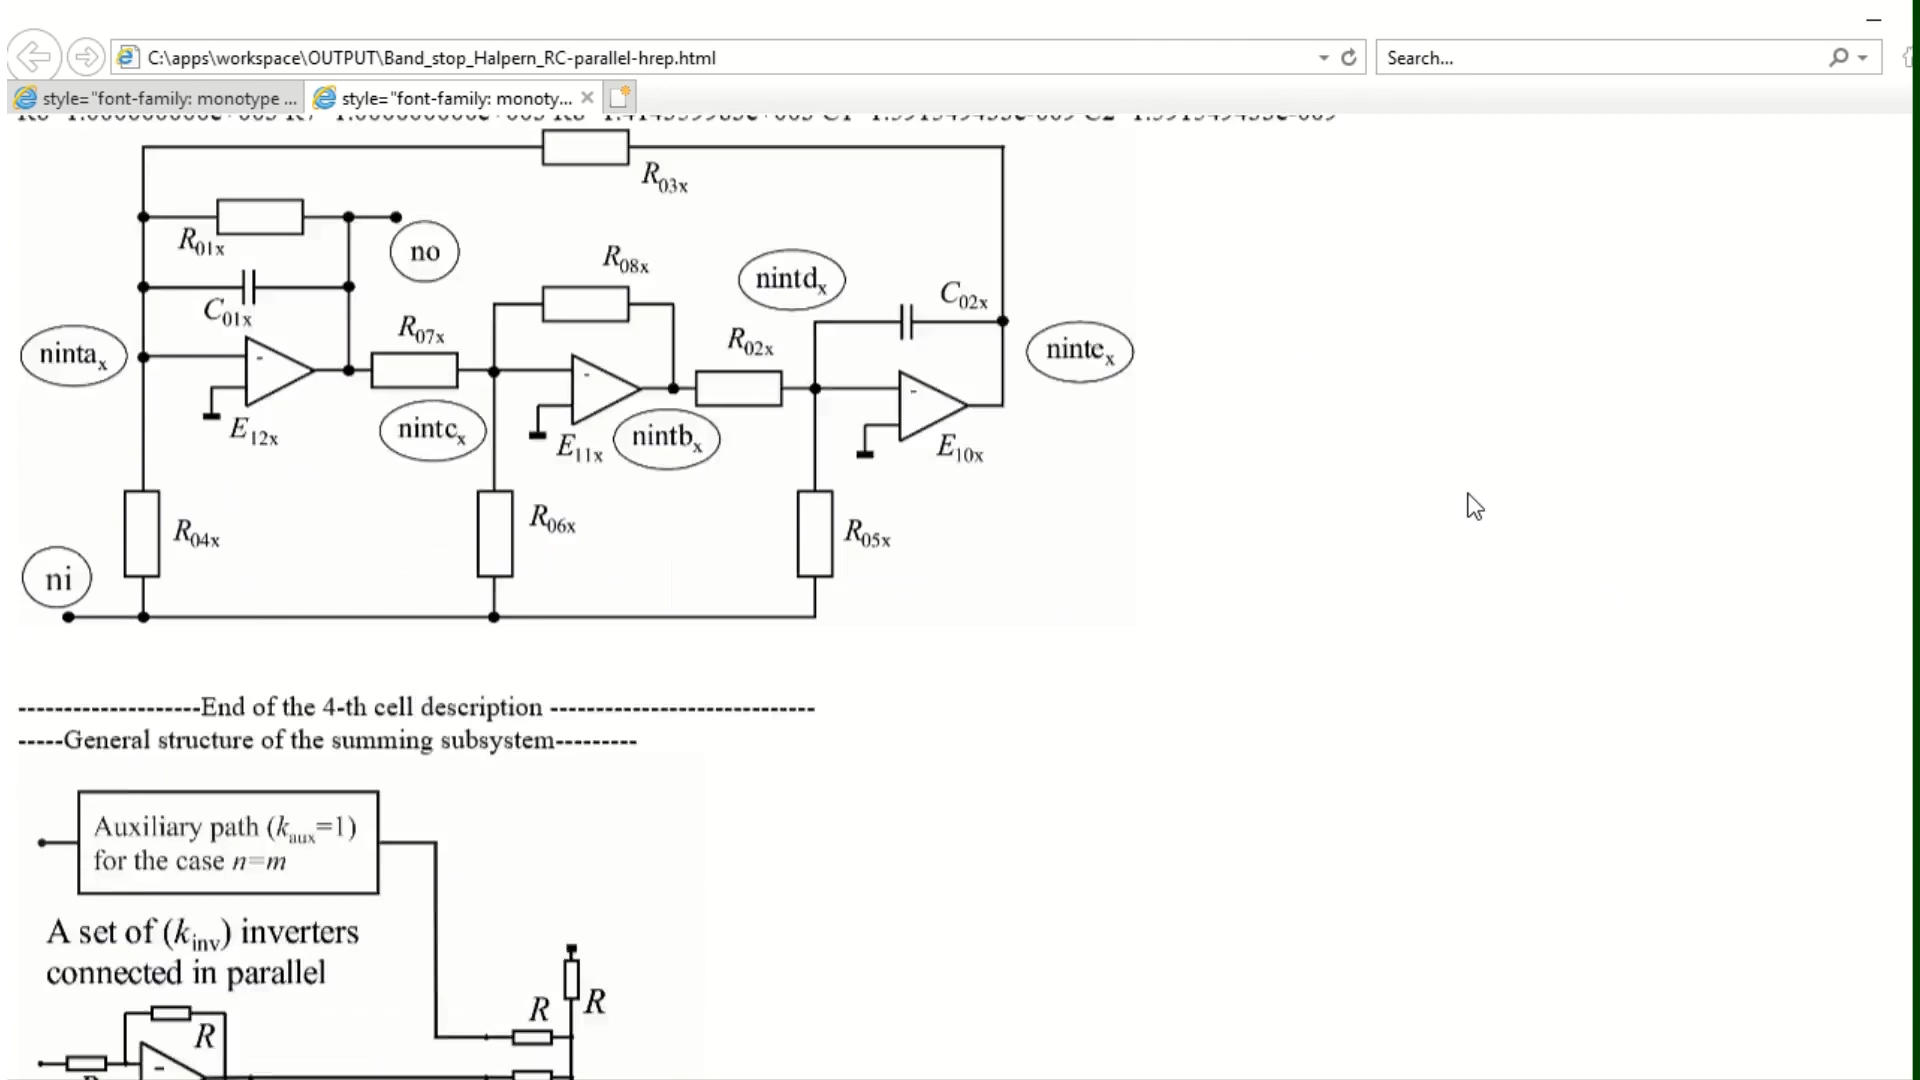 C:\apps\workspace\OUTPUT\Band_stop_Halpern_RC-parallel-hrep.html
Search...
style="font-family: monotype ...
style="font-family: monoty...
R03x
R01x
no
R08x
nintdx
C02x
C01x
R07x
R02x
nintax
nintex
-
-
-
E12x
nintcx
E11x
nintbx
E10x
R04x
R06x
R05x
ni
-------------------End of the 4-th cell description ----------------------------
-----General structure of the summing subsystem---------
Auxiliary path (kaux=1)
for the case n=m
A set of (kinv) inverters
connected in parallel
R
R
R
-